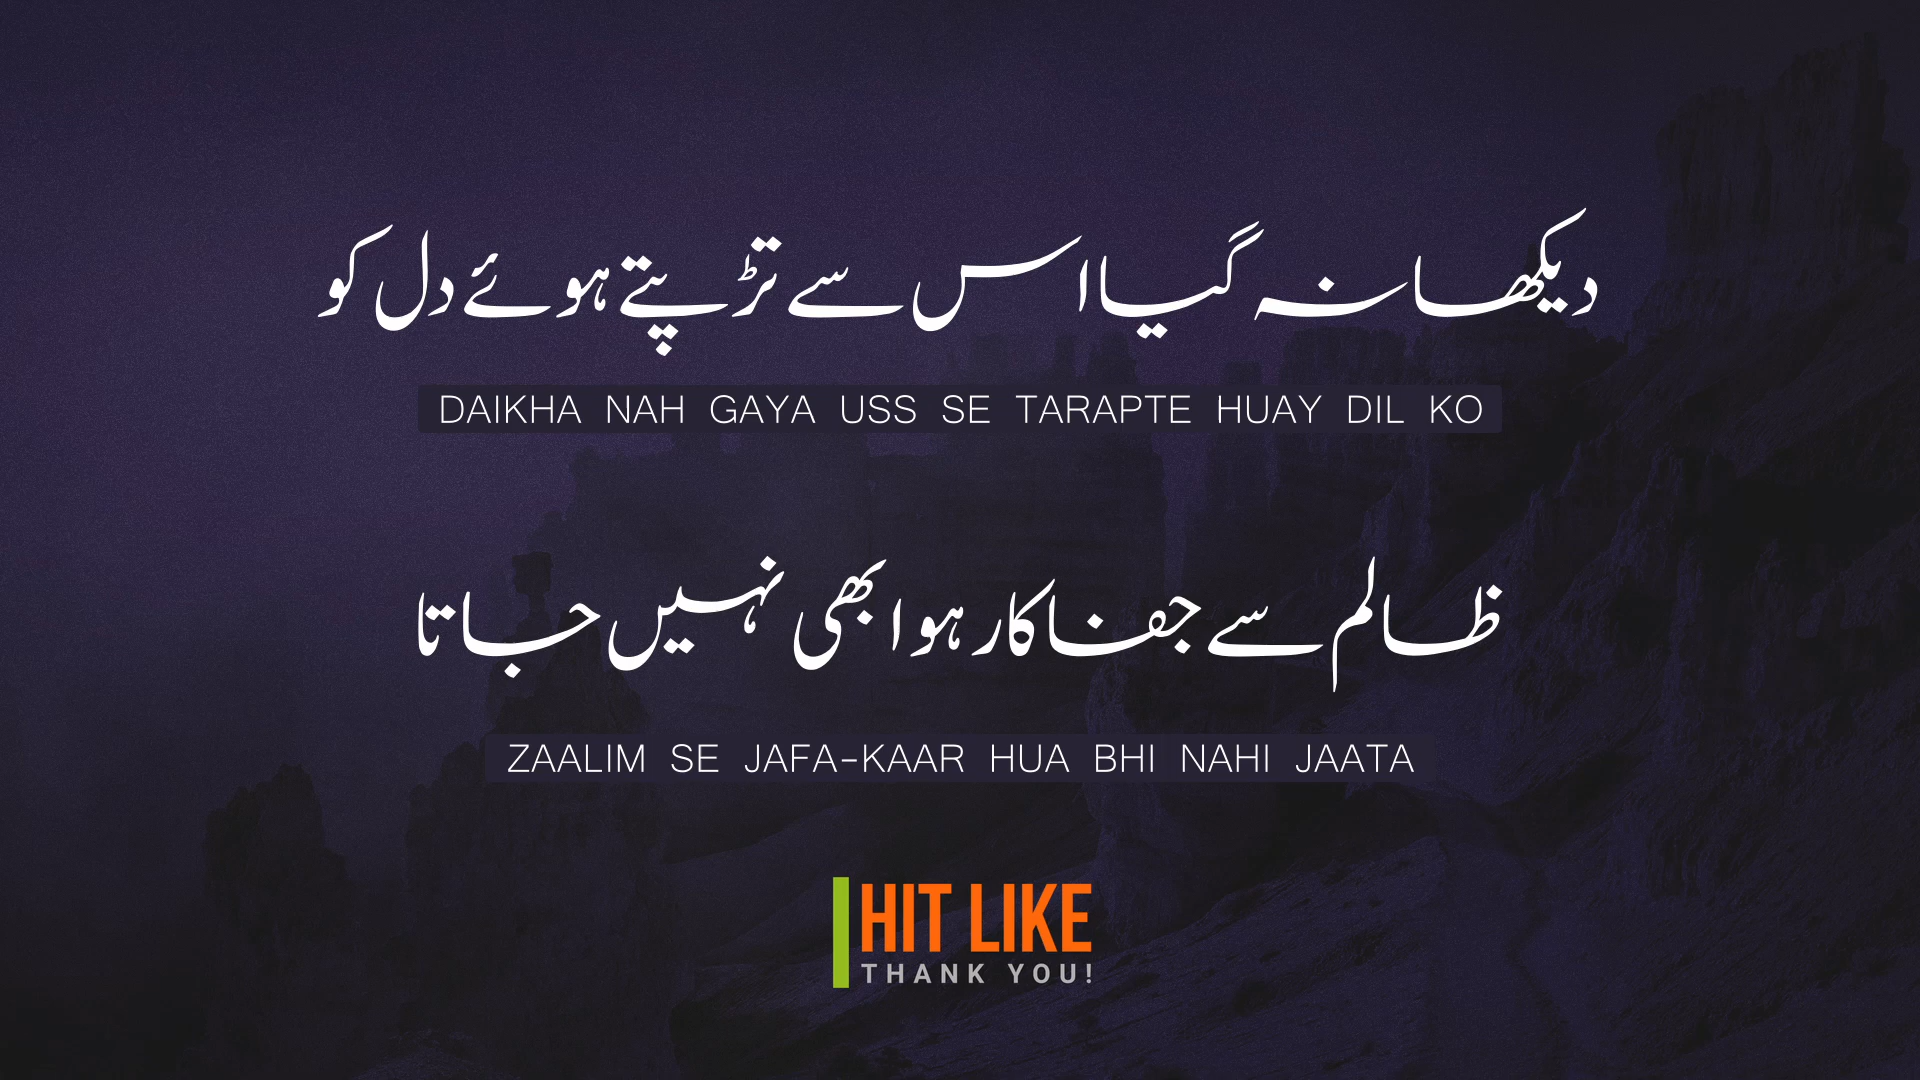 دیکھا نہ گیا اس سے تڑپتے ہوئے دل کو
DAIKHA NAH GAYA USS SE TARAPTE HUAY DIL KO
ظالم سے جفا کار ہوا بھی نہیں جاتا
ZAALIM SE JAFA-KAAR HUA BHI NAHI JAATA
HIT LIKE
THANK YOU!